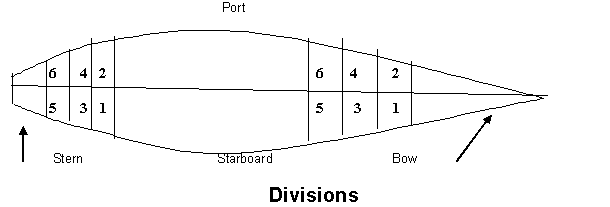 Port
6 4 2 6 4 2
5 3 1 5 3 1
Stern Starboard Bow
Divisions